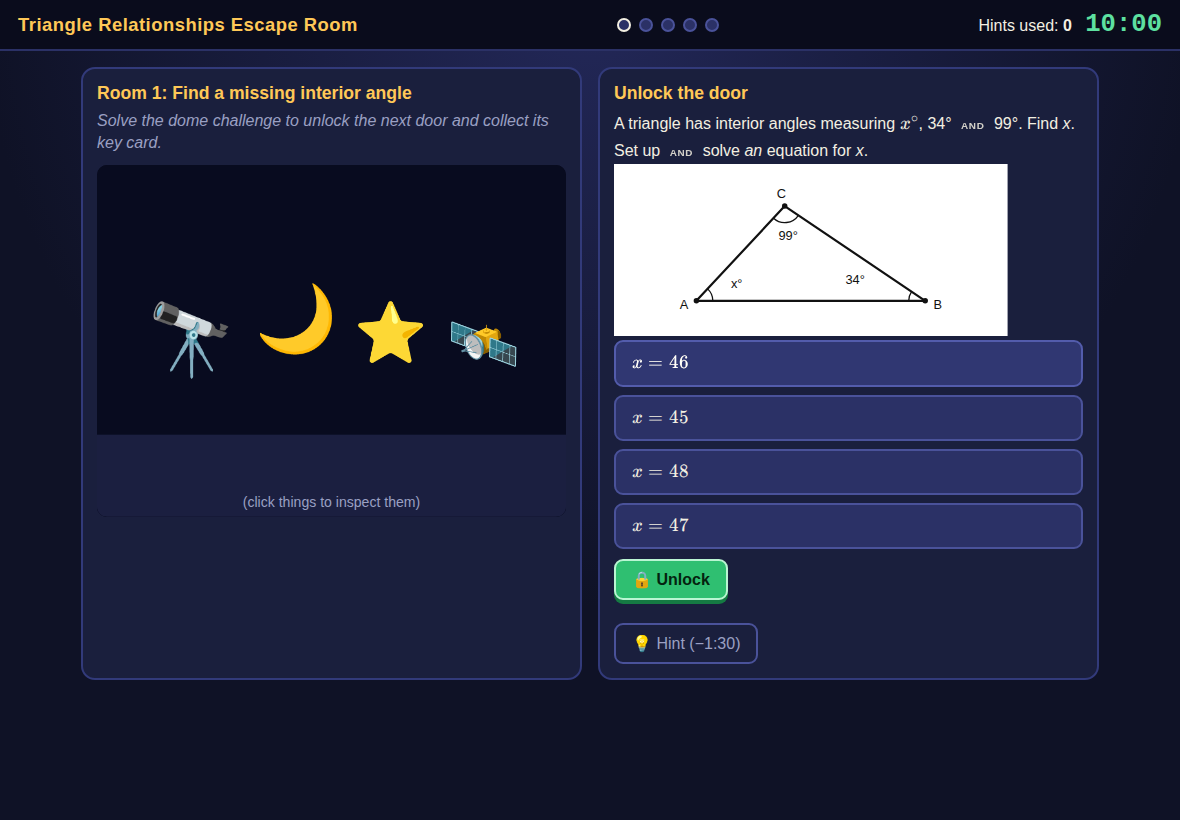 Triangle Relationships Escape Room
Hints used: 0 10:00
Room 1: Find a missing interior angle
Solve the dome challenge to unlock the next door and collect its
key card.
(click things to inspect them)
Unlock the door
A triangle has interior angles measuring x°, 34° AND 99°. Find x.
Set up AND solve an equation for x.
C
99°
x°
34°
A
B
x = 46
x = 45
x = 48
x = 47
🔒 Unlock
💡 Hint (−1:30)